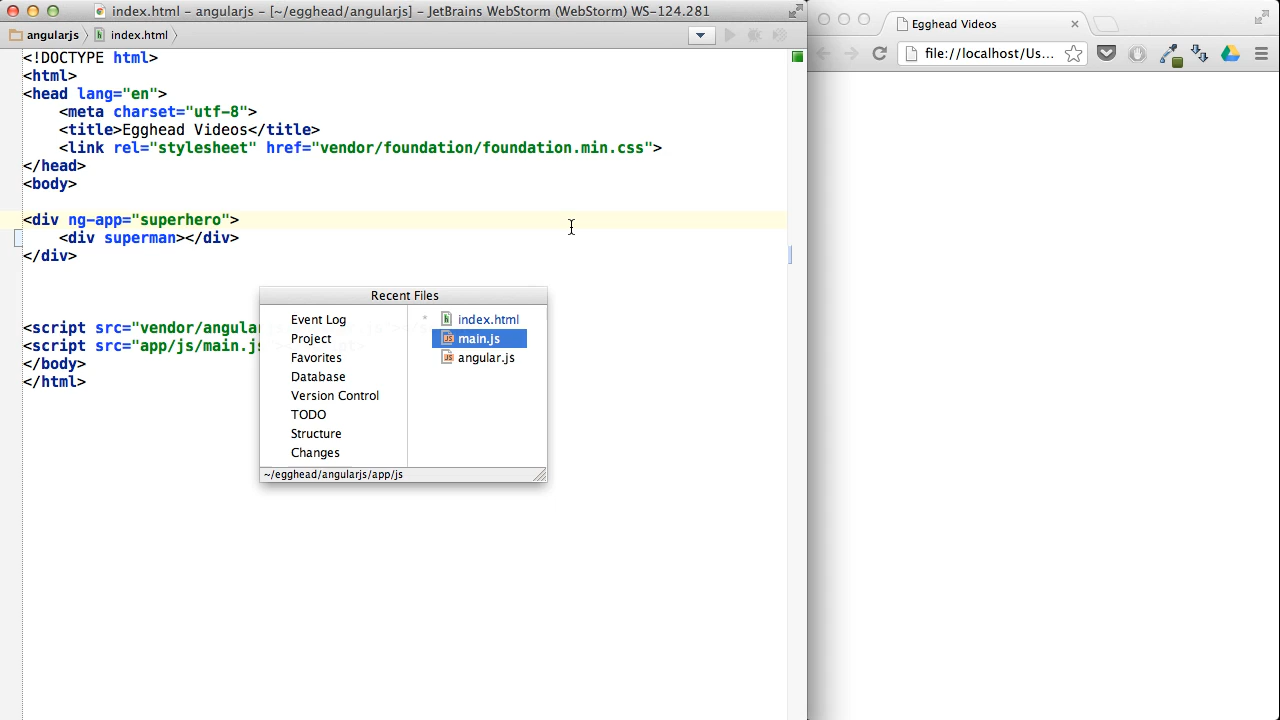 index.html – angularjs – [~/egghead/angularjs] – JetBrains WebStorm (WebStorm) WS-124.281
angularjs
index.html
<!DOCTYPE html>
<html>
<head lang="en">
<meta charset="utf-8">
<title>Egghead Videos</title>
<link rel="stylesheet" href="vendor/foundation/foundation.min.css">
</head>
<body>
<div ng-app="superhero">
<div superman></div>
</div>
<script src="vendor/angular
<script src="app/js/main.js
</body>
</html>
Recent Files
Event Log
Project
Favorites
Database
Version Control
TODO
Structure
Changes
* index.html
main.js
angular.js
~/egghead/angularjs/app/js
Egghead Videos
file://localhost/Us...